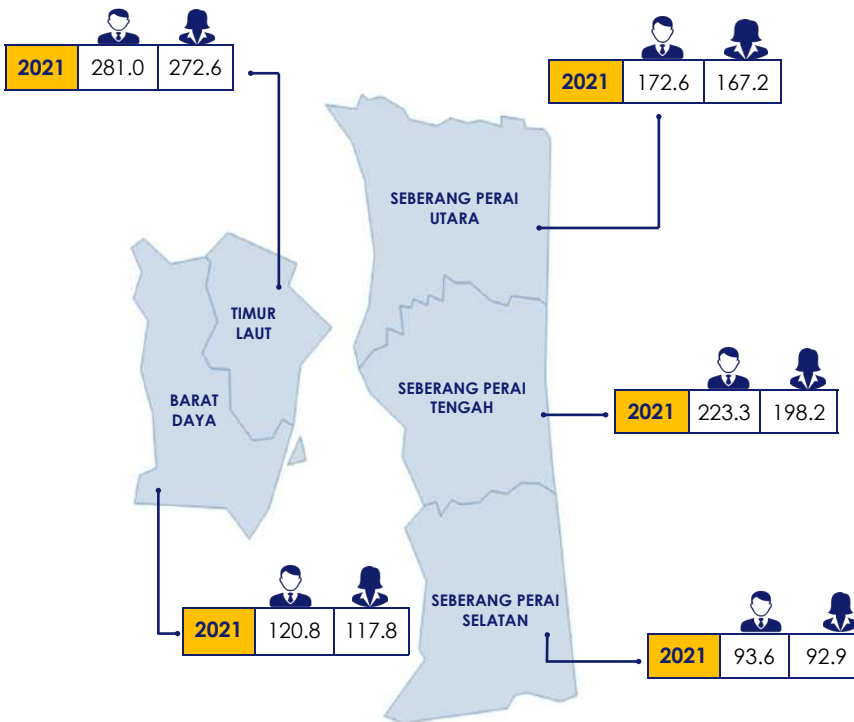 2021 281.0 272.6
2021 172.6 167.2
SEBERANG PERAI
UTARA
TIMUR
LAUT
SEBERANG PERAI
TENGAH
BARAT
DAYA
2021 223.3 198.2
SEBERANG PERAI
SELATAN
2021 120.8 117.8
2021 93.6 92.9